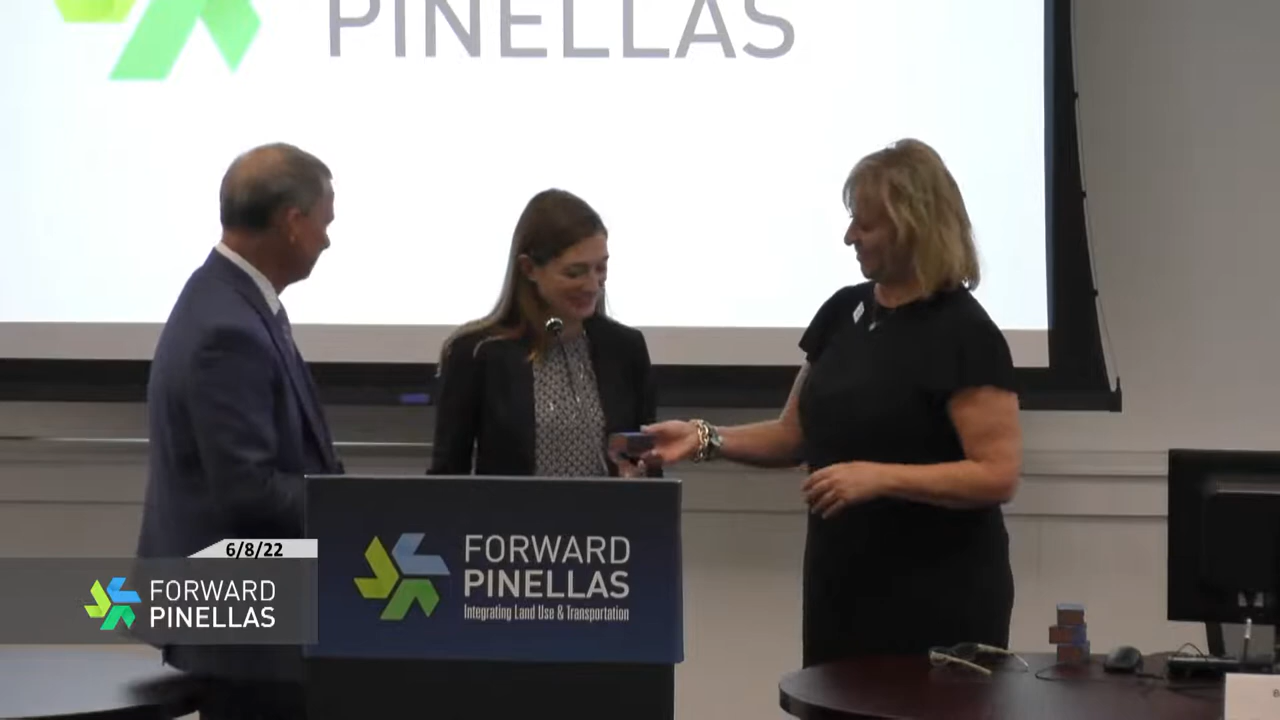 PINELLAS
FORWARD
PINELLAS
Integrating Land Use & Transportation
6/8/22
FORWARD
PINELLAS